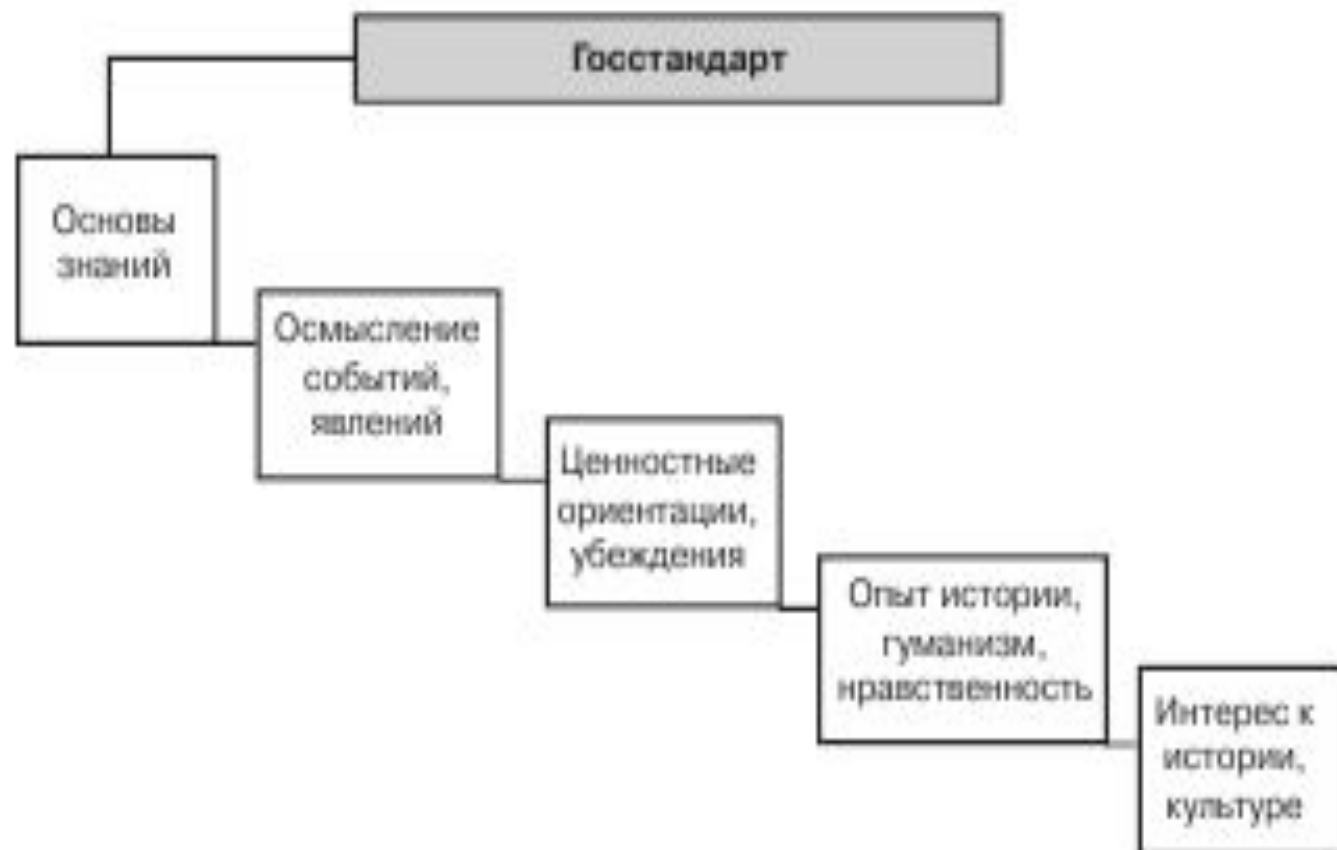 Госстандарт
Основы
знаний
Осмысление
событий,
явлений
Ценностные
ориентации,
убеждения
Опыт истории,
гуманизм,
нравственность
Интерес к
истории,
культуре